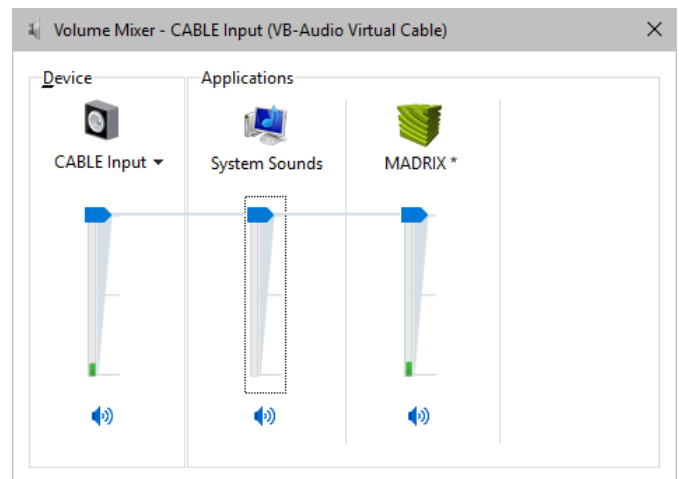 Volume Mixer - CABLE Input (VB-Audio Virtual Cable)
Device
Applications
CABLE Input
System Sounds
MADRIX *